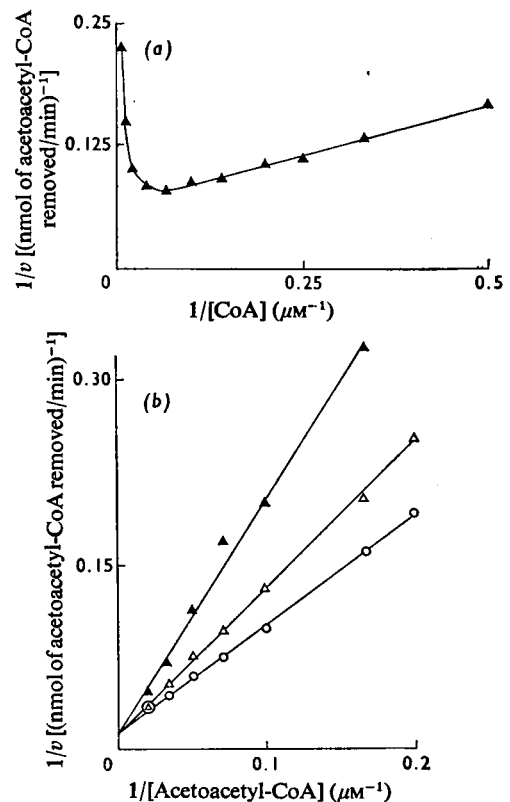 0.25
(a)
0.125
0
1/v [(nmol of acetoacetyl-CoA
removed/min)⁻¹]
0
0.25
0.5
1/[CoA] (μM⁻¹)
0.30
(b)
0.15
1/v [(nmol of acetoacetyl-CoA removed/min)⁻¹]
0
0.1
0.2
1/[Acetoacetyl-CoA] (μM⁻¹)